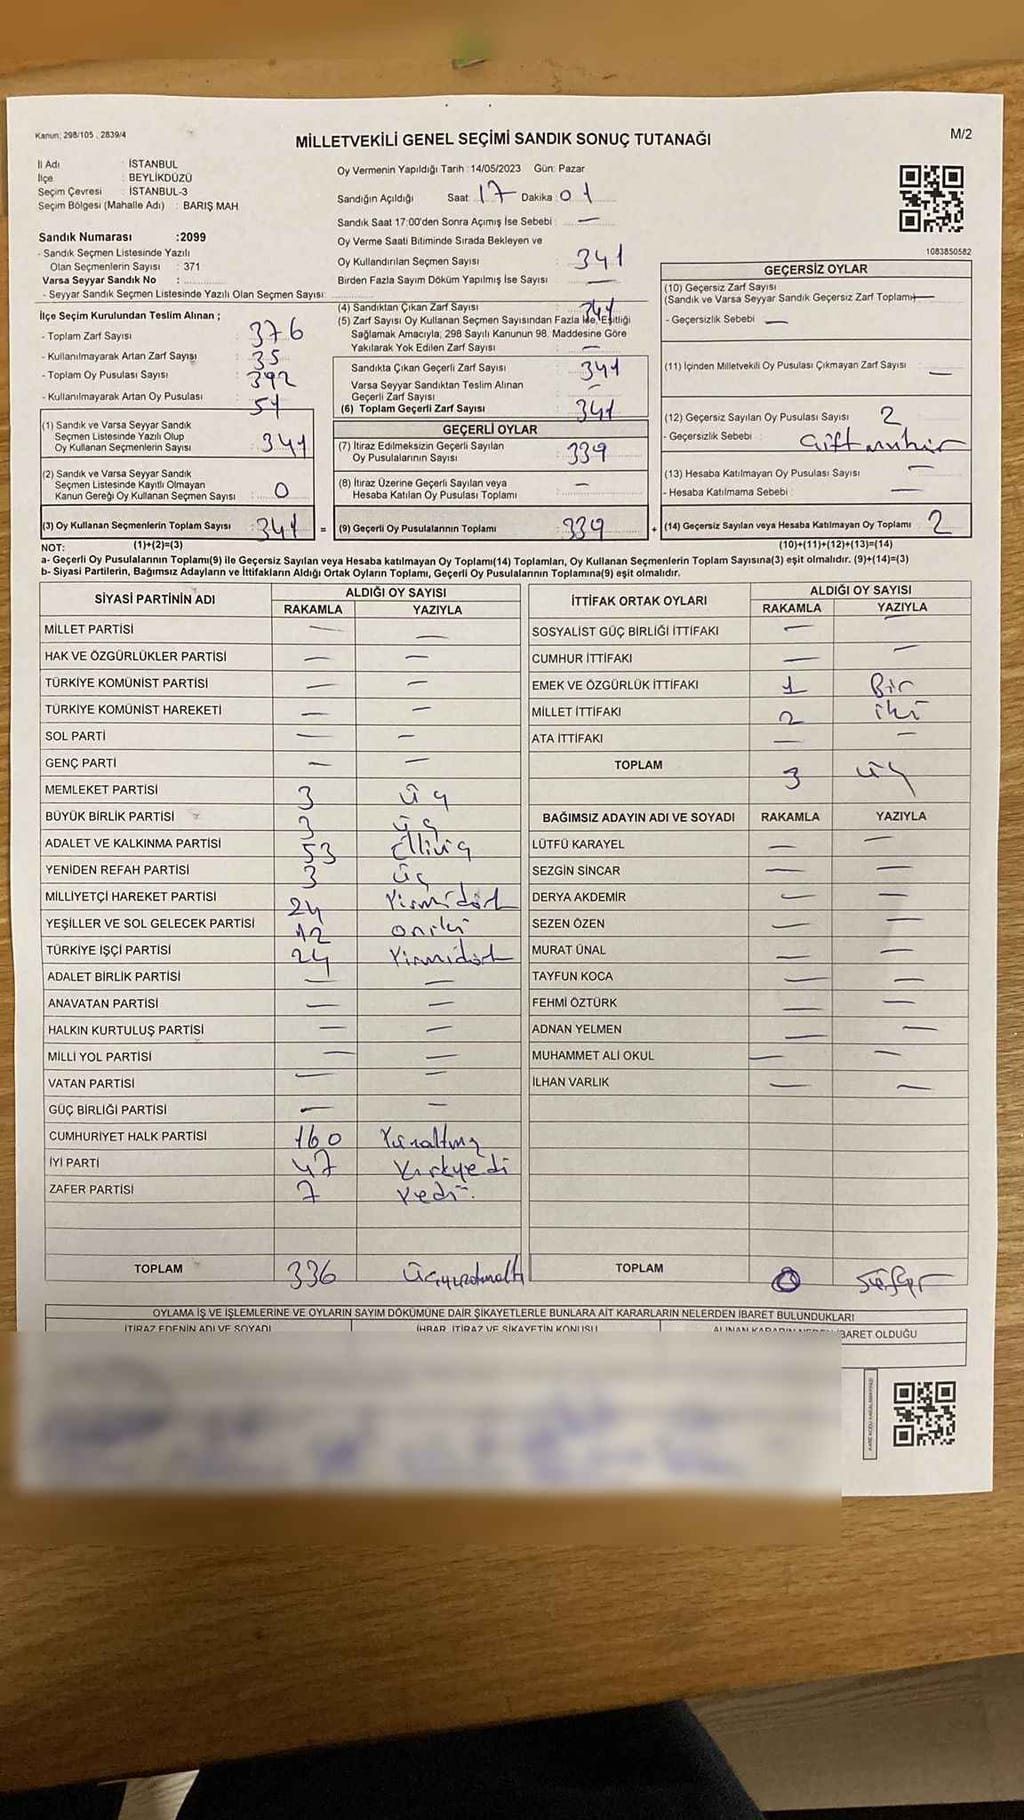 Kanun: 298/105 , 2839/4
MİLLETVEKİLİ GENEL SEÇİMİ SANDIK SONUÇ TUTANAĞI
M/2
İl Adı : İSTANBUL
İlçe : BEYLİKDÜZÜ
Seçim Çevresi : İSTANBUL-3
Seçim Bölgesi (Mahalle Adı) : BARIŞ MAH
Sandık Numarası :2099
- Sandık Seçmen Listesinde Yazılı
Olan Seçmenlerin Sayısı : 371
Varsa Seyyar Sandık No :
- Seyyar Sandık Seçmen Listesinde Yazılı Olan Seçmen Sayısı:
Oy Vermenin Yapıldığı Tarih : 14/05/2023 Gün: Pazar
Sandığın Açıldığı Saat: 17 Dakika: 01
Sandık Saat 17:00'den Sonra Açımış İse Sebebi : —
Oy Verme Saati Bitiminde Sırada Bekleyen ve
Oy Kullandırılan Seçmen Sayısı : 341
Birden Fazla Sayım Döküm Yapılmış İse Sayısı : —
1083850582
İlçe Seçim Kurulundan Teslim Alınan ;
- Toplam Zarf Sayısı : 376
- Kullanılmayarak Artan Zarf Sayısı : 35
- Toplam Oy Pusulası Sayısı : 392
- Kullanılmayarak Artan Oy Pusulası : 51
(1) Sandık ve Varsa Seyyar Sandık
Seçmen Listesinde Yazılı Olup
Oy Kullanan Seçmenlerin Sayısı : 341
(2) Sandık ve Varsa Seyyar Sandık
Seçmen Listesinde Kayıtlı Olmayan
Kanun Gereği Oy Kullanan Seçmen Sayısı : 0
(3) Oy Kullanan Seçmenlerin Toplam Sayısı : 341 =
(4) Sandıktan Çıkan Zarf Sayısı : 341
(5) Zarf Sayısı Oy Kullanan Seçmen Sayısından Fazla İse, Eşitliği
Sağlamak Amacıyla, 298 Sayılı Kanunun 98. Maddesine Göre
Yakılarak Yok Edilen Zarf Sayısı : —
Sandıkta Çıkan Geçerli Zarf Sayısı : 341
Varsa Seyyar Sandıktan Teslim Alınan
Geçerli Zarf Sayısı : —
(6) Toplam Geçerli Zarf Sayısı : 341
GEÇERLİ OYLAR
(7) İtiraz Edilmeksizin Geçerli Sayılan
Oy Pusulalarının Sayısı : 339
(8) İtiraz Üzerine Geçerli Sayılan veya
Hesaba Katılan Oy Pusulası Toplamı : —
(9) Geçerli Oy Pusulalarının Toplamı : 339 +
GEÇERSİZ OYLAR
(10) Geçersiz Zarf Sayısı
(Sandık ve Varsa Seyyar Sandık Geçersiz Zarf Toplamı) —
- Geçersizlik Sebebi : —
(11) İçinden Milletvekili Oy Pusulası Çıkmayan Zarf Sayısı : —
(12) Geçersiz Sayılan Oy Pusulası Sayısı : 2
- Geçersizlik Sebebi : Çift mühür
(13) Hesaba Katılmayan Oy Pusulası Sayısı : —
- Hesaba Katılmama Sebebi : —
(14) Geçersiz Sayılan veya Hesaba Katılmayan Oy Toplamı : 2
NOT: (1)+(2)=(3) (10)+(11)+(12)+(13)=(14)
a- Geçerli Oy Pusulalarının Toplamı(9) ile Geçersiz Sayılan veya Hesaba katılmayan Oy Toplamı(14) Toplamları, Oy Kullanan Seçmenlerin Toplam Sayısına(3) eşit olmalıdır. (9)+(14)=(3)
b- Siyasi Partilerin, Bağımsız Adayların ve İttifakların Aldığı Ortak Oyların Toplamı, Geçerli Oy Pusulalarının Toplamına(9) eşit olmalıdır.
SİYASİ PARTİNİN ADI ALDIĞI OY SAYISI
RAKAMLA YAZIYLA
MİLLET PARTİSİ — —
HAK VE ÖZGÜRLÜKLER PARTİSİ — —
TÜRKİYE KOMÜNİST PARTİSİ — —
TÜRKİYE KOMÜNİST HAREKETİ — —
SOL PARTİ — —
GENÇ PARTİ — —
MEMLEKET PARTİSİ 3 üç
BÜYÜK BİRLİK PARTİSİ 3 üç
ADALET VE KALKINMA PARTİSİ 53 Elliüç
YENİDEN REFAH PARTİSİ 3 üç
MİLLİYETÇİ HAREKET PARTİSİ 24 Yirmidört
YEŞİLLER VE SOL GELECEK PARTİSİ 12 oniki
TÜRKİYE İŞÇİ PARTİSİ 24 Yirmidört
ADALET BİRLİK PARTİSİ — —
ANAVATAN PARTİSİ — —
HALKIN KURTULUŞ PARTİSİ — —
MİLLİ YOL PARTİSİ — —
VATAN PARTİSİ — —
GÜÇ BİRLİĞİ PARTİSİ — —
CUMHURİYET HALK PARTİSİ 160 Yüzaltmış
İYİ PARTİ 47 Kırkyedi
ZAFER PARTİSİ 7 Yedi
TOPLAM 336 Üçyüzotuzaltı
İTTİFAK ORTAK OYLARI ALDIĞI OY SAYISI
RAKAMLA YAZIYLA
SOSYALİST GÜÇ BİRLİĞİ İTTİFAKI — —
CUMHUR İTTİFAKI — —
EMEK VE ÖZGÜRLÜK İTTİFAKI 1 Bir
MİLLET İTTİFAKI 2 iki
ATA İTTİFAKI — —
TOPLAM 3 üç
BAĞIMSIZ ADAYIN ADI VE SOYADI RAKAMLA YAZIYLA
LÜTFÜ KARAYEL — —
SEZGİN SİNCAR — —
DERYA AKDEMİR — —
SEZEN ÖZEN — —
MURAT ÜNAL — —
TAYFUN KOCA — —
FEHMİ ÖZTÜRK — —
ADNAN YELMEN — —
MUHAMMET ALİ OKUL — —
İLHAN VARLIK — —
TOPLAM 0 Sıfır
OYLAMA İŞ VE İŞLEMLERİNE VE OYLARIN SAYIM DÖKÜMÜNE DAİR ŞİKAYETLERLE BUNLARA AİT KARARLARIN NELERDEN İBARET BULUNDUKLARI
İTİRAZ EDENİN ADI VE SOYADI İHBAR, İTİRAZ VE ŞİKAYETİN KONUSU ALINAN KARARIN NEDEN İBARET OLDUĞU